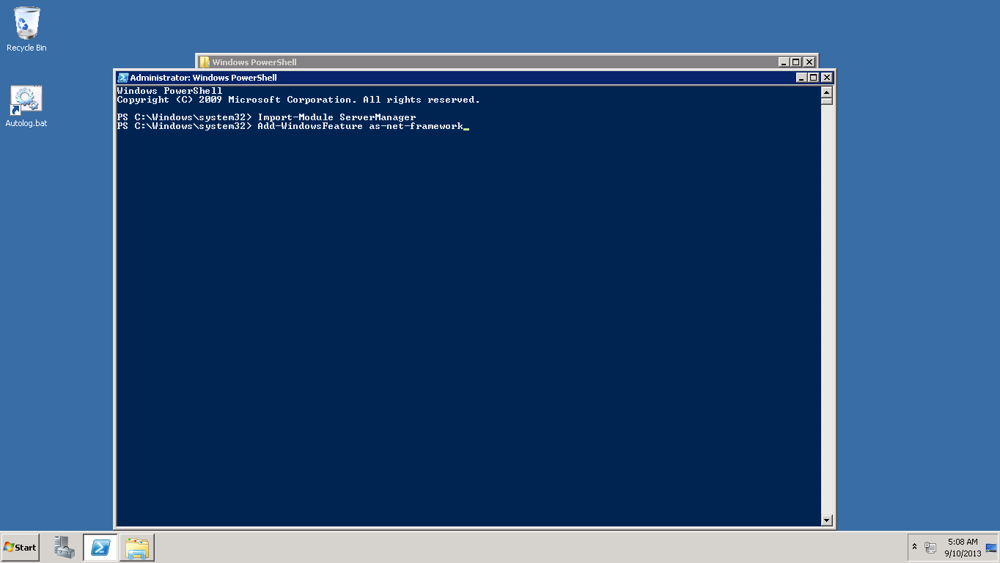 Recycle Bin
Autolog.bat
Windows PowerShell
Administrator: Windows PowerShell
Windows PowerShell
Copyright (C) 2009 Microsoft Corporation. All rights reserved.
PS C:\Windows\system32> Import-Module ServerManager
PS C:\Windows\system32> Add-WindowsFeature as-net-framework_
Start
5:08 AM
9/10/2013